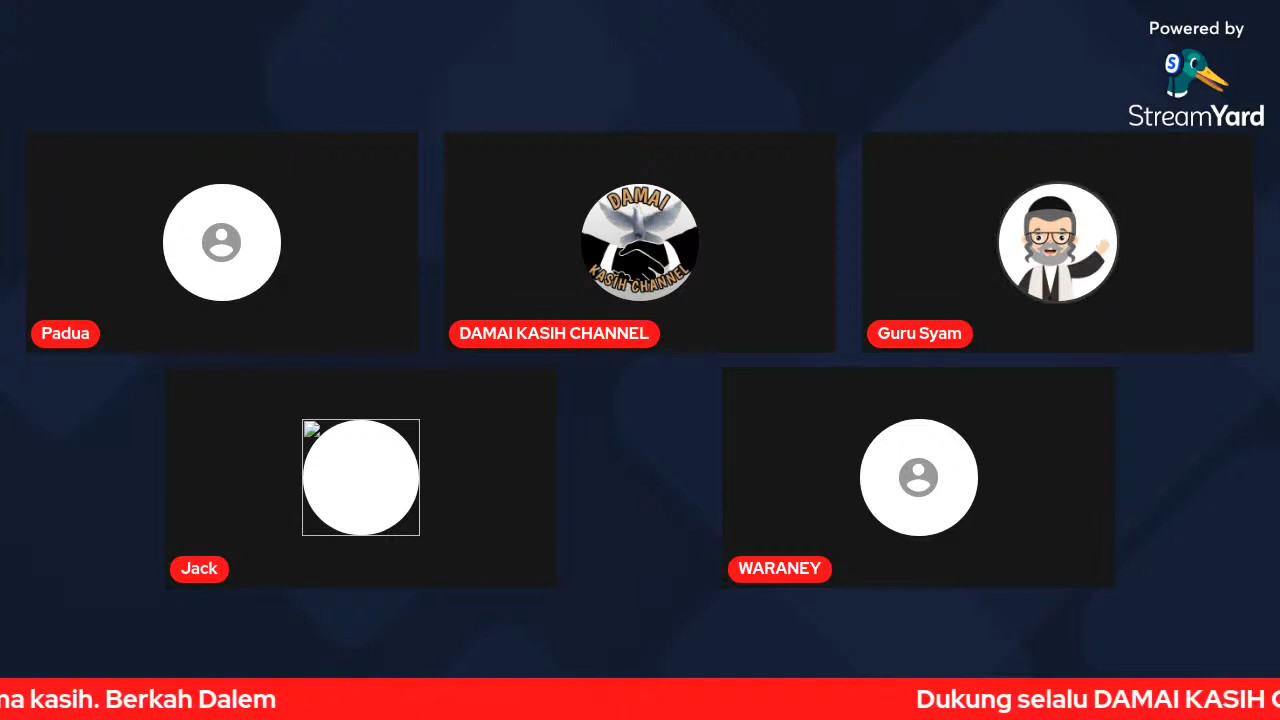 Powered by
S
StreamYard
DAMAI
KASIH CHANNEL
Padua
DAMAI KASIH CHANNEL
Guru Syam
Jack
WARANEY
ma kasih. Berkah Dalem
Dukung selalu DAMAI KASIH C